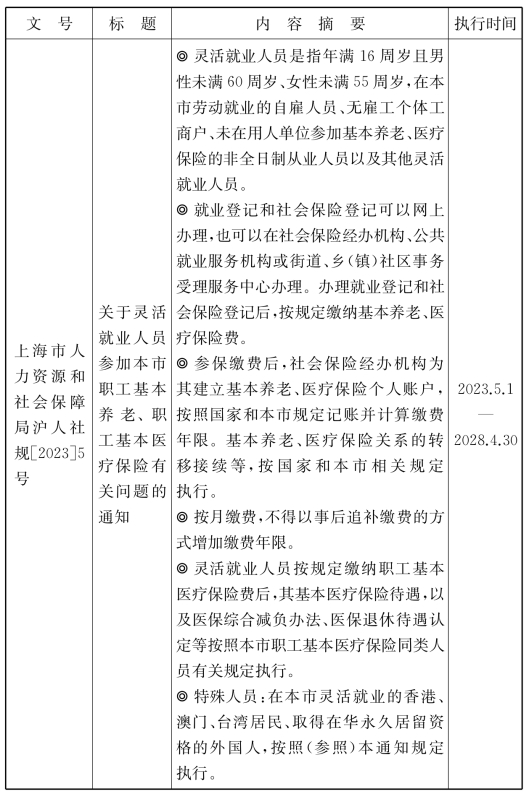 文 号 标 题 内 容 摘 要 执行时间
上海市人
力资源和
社会保障
局沪人社
规[2023]5
号
关于灵活
就业人员
参加本市
职工基本
养老、职
工基本医
疗保险有
关问题的
通知
◎ 灵活就业人员是指年满 16 周岁且男
性未满 60 周岁、女性未满 55 周岁,在本
市劳动就业的自雇人员、无雇工个体工
商户、未在用人单位参加基本养老、医疗
保险的非全日制从业人员以及其他灵活
就业人员。
◎ 就业登记和社会保险登记可以网上
办理,也可以在社会保险经办机构、公共
就业服务机构或街道、乡(镇)社区事务
受理服务中心办理。办理就业登记和社
会保险登记后,按规定缴纳基本养老、医
疗保险费。
◎ 参保缴费后,社会保险经办机构为
其建立基本养老、医疗保险个人账户,
按照国家和本市规定记账并计算缴费
年限。基本养老、医疗保险关系的转
移接续等,按国家和本市相关规定
执行。
◎ 按月缴费,不得以事后追补缴费的方
式增加缴费年限。
◎ 灵活就业人员按规定缴纳职工基本
医疗保险费后,其基本医疗保险待遇,以
及医保综合减负办法、医保退休待遇认
定等按照本市职工基本医疗保险同类人
员有关规定执行。
◎ 特殊人员:在本市灵活就业的香港、
澳门、台湾居民、取得在华永久居留资
格的外国人,按照(参照)本通知规定
执行。
2023.5.1
—
2028.4.30